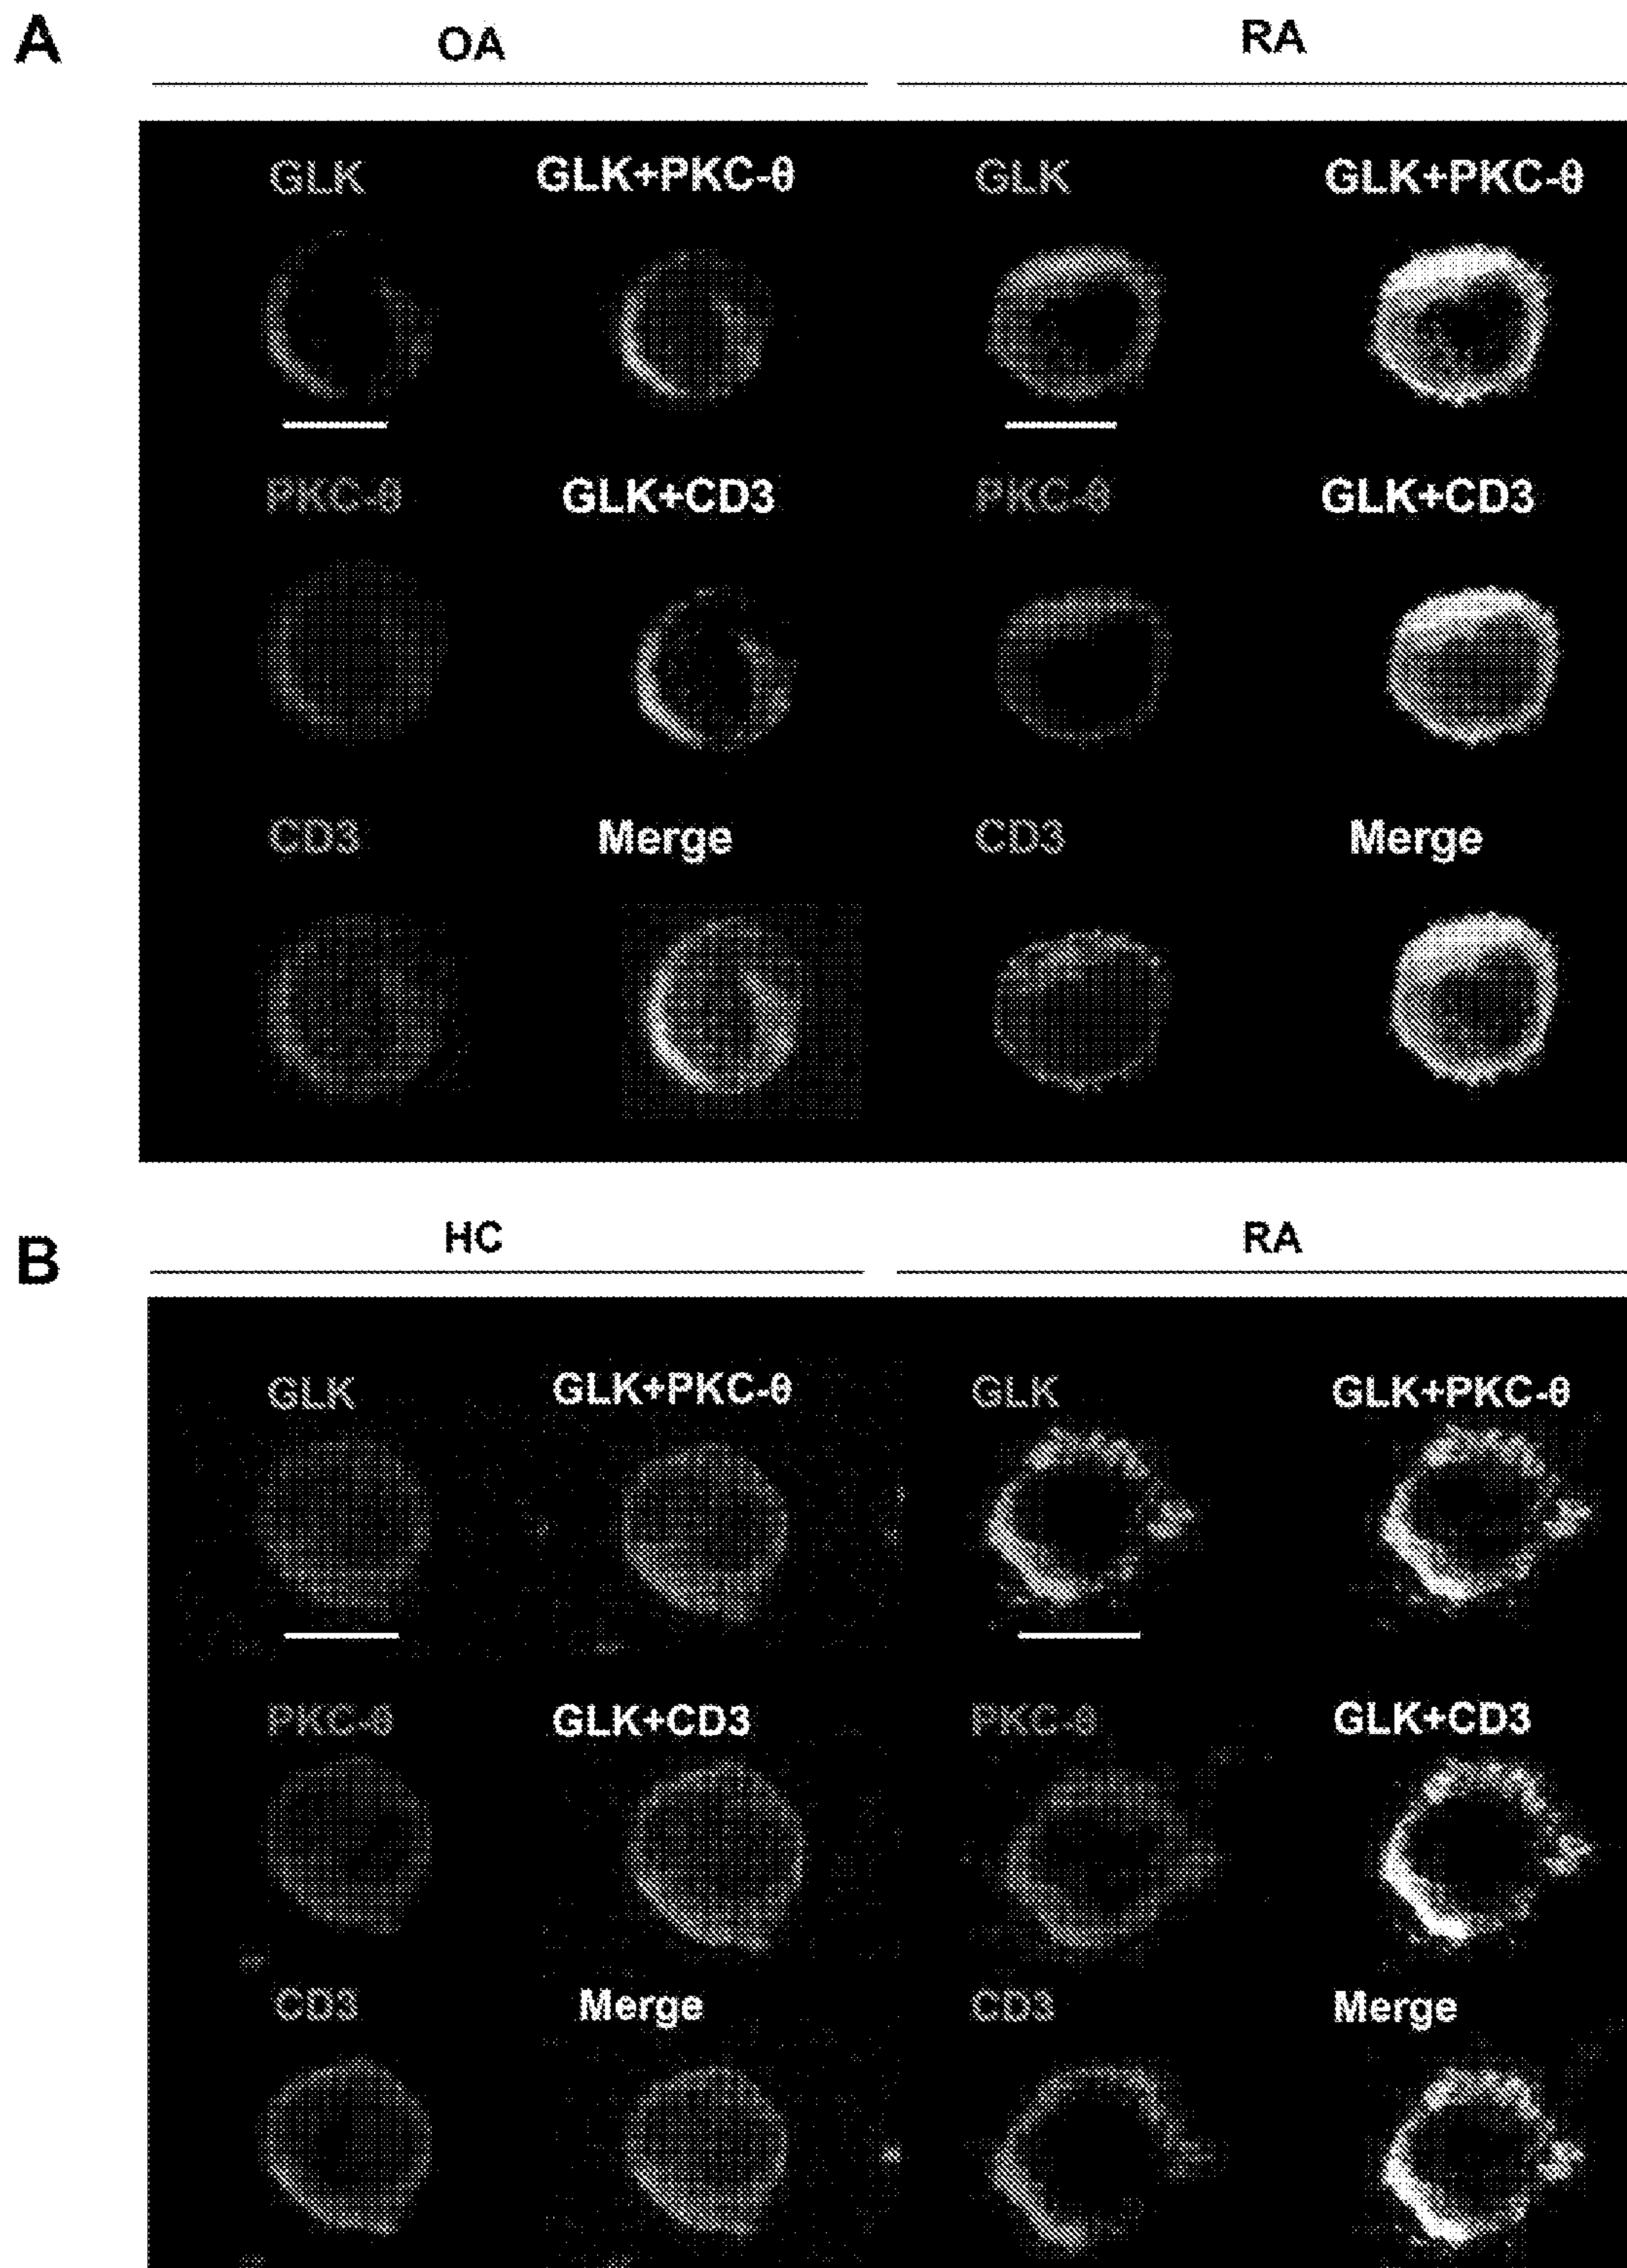 A
OA RA
GLK GLK+PKC-θ GLK GLK+PKC-θ
PKC-θ GLK+CD3 PKC-θ GLK+CD3
CD3 Merge CD3 Merge
B
HC RA
GLK GLK+PKC-θ GLK GLK+PKC-θ
PKC-θ GLK+CD3 PKC-θ GLK+CD3
CD3 Merge CD3 Merge